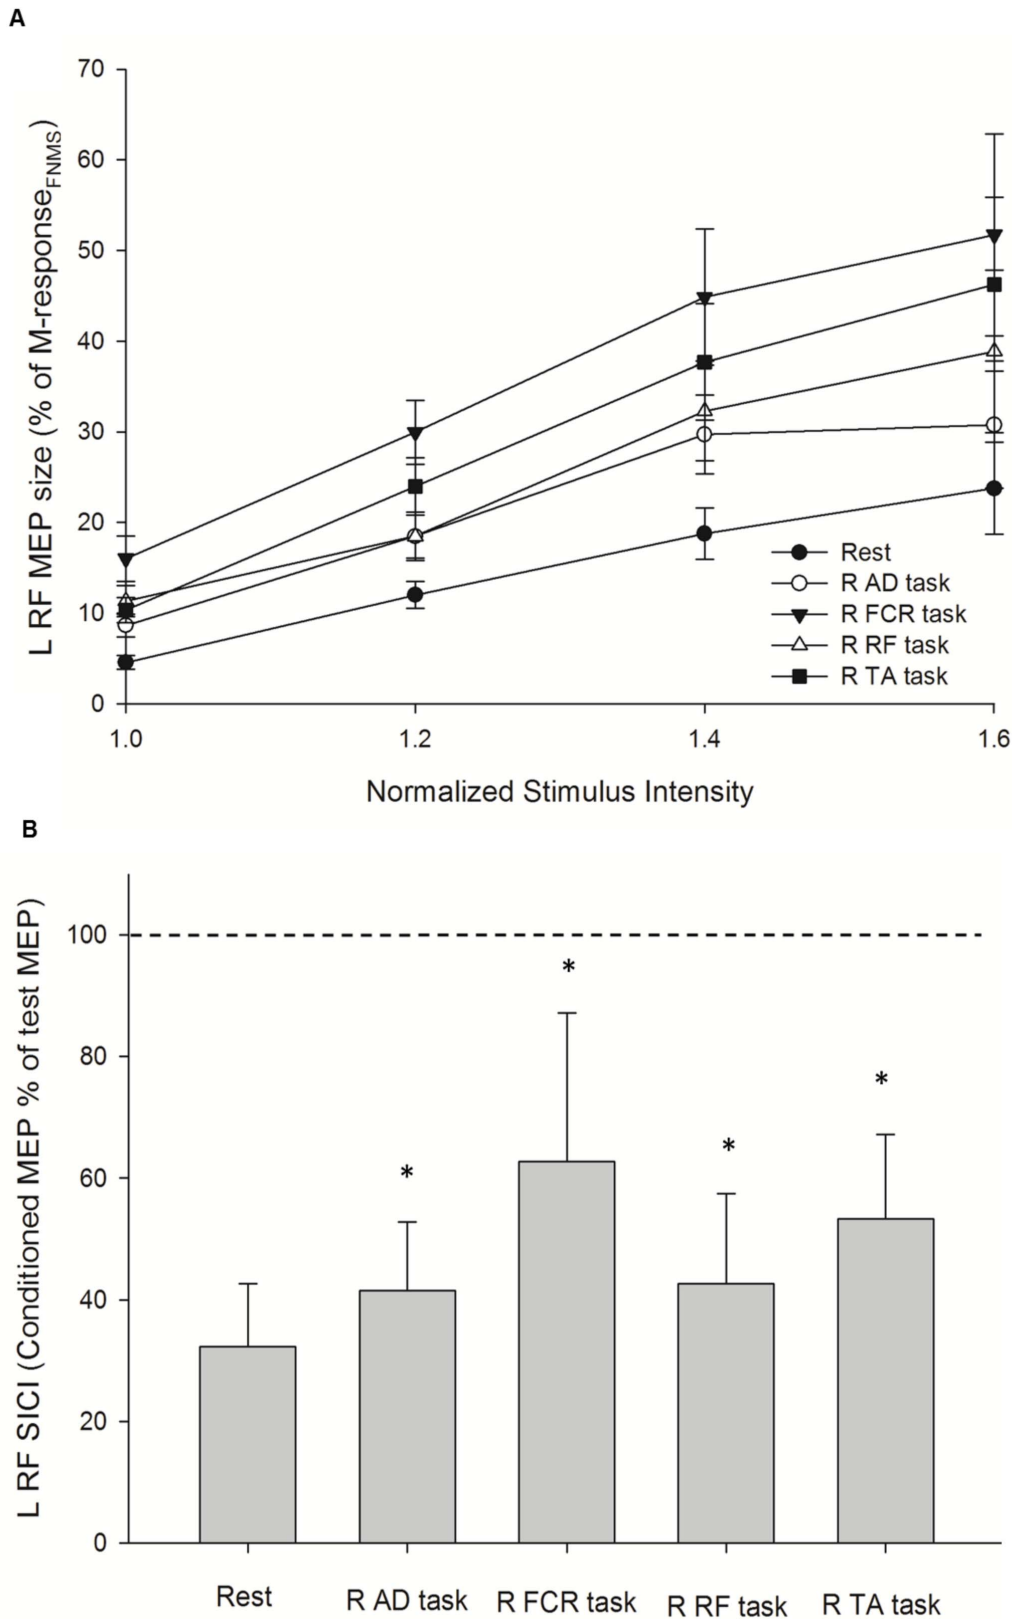 A
L RF MEP size (% of M-response FNMS)
70
60
50
40
30
20
10
0
1.0 1.2 1.4 1.6
Normalized Stimulus Intensity
Rest
R AD task
R FCR task
R RF task
R TA task
B
L RF SICI (Conditioned MEP % of test MEP)
100
80
60
40
20
0
* * * *
Rest R AD task R FCR task R RF task R TA task